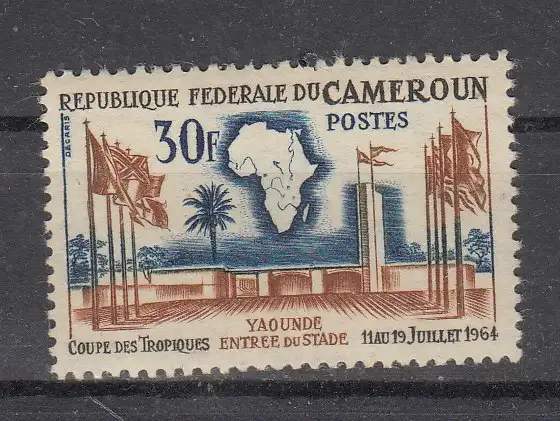 REPUBLIQUE FEDERALE DU CAMEROUN
30F POSTES
DECARIS
YAOUNDE
COUPE DES TROPIQUES ENTREE DU STADE 11 AU 19 JUILLET 1964